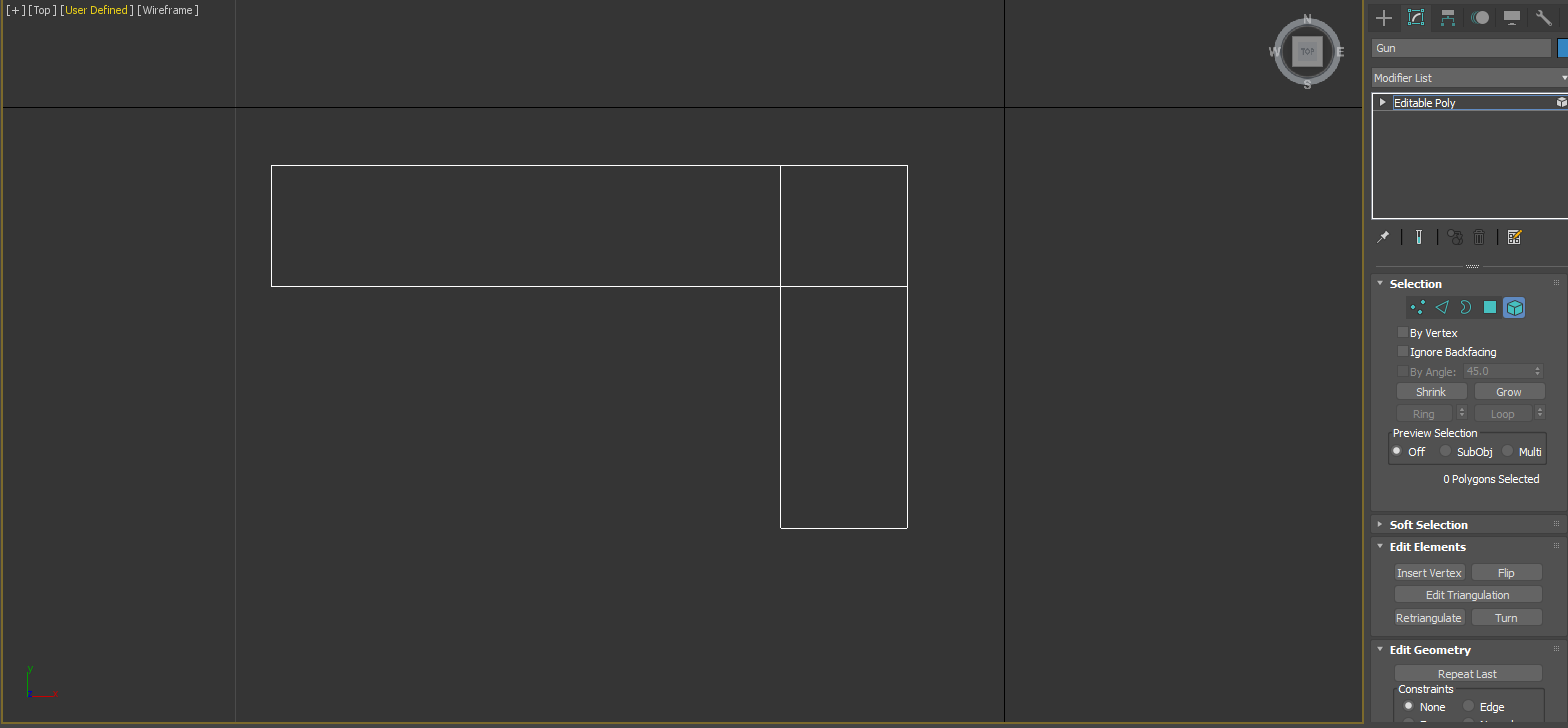 [+] [Top] [User Defined] [Wireframe]
N
W TOP E
S
Gun
Modifier List
Editable Poly
Selection
By Vertex
Ignore Backfacing
By Angle: 45.0
Shrink Grow
Ring Loop
Preview Selection
Off SubObj Multi
0 Polygons Selected
Soft Selection
Edit Elements
Insert Vertex Flip
Edit Triangulation
Retriangulate Turn
Edit Geometry
Repeat Last
Constraints
None Edge
y